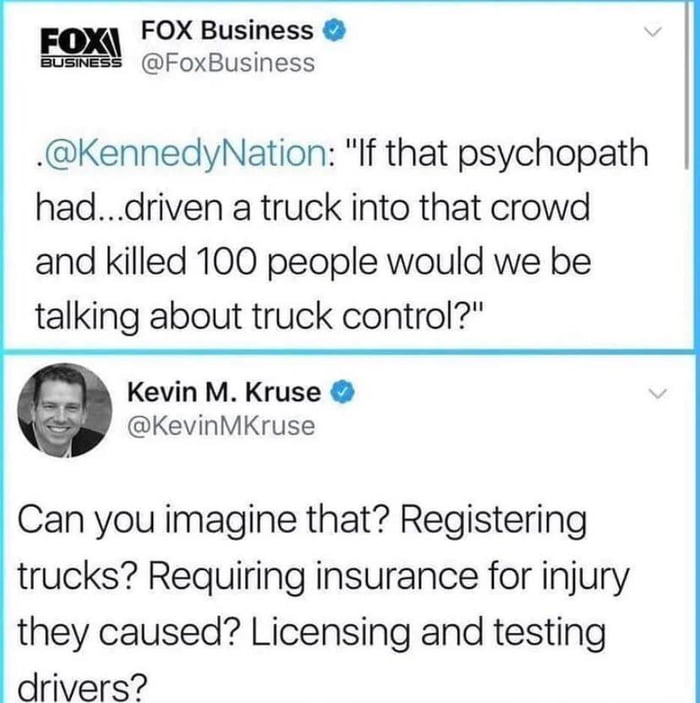 FOX Business
FOX
BUSINESS
@FoxBusiness
.@KennedyNation: "If that psychopath
had...driven a truck into that crowd
and killed 100 people would we be
talking about truck control?"
Kevin M. Kruse
@KevinMKruse
Can you imagine that? Registering
trucks? Requiring insurance for injury
they caused? Licensing and testing
drivers?